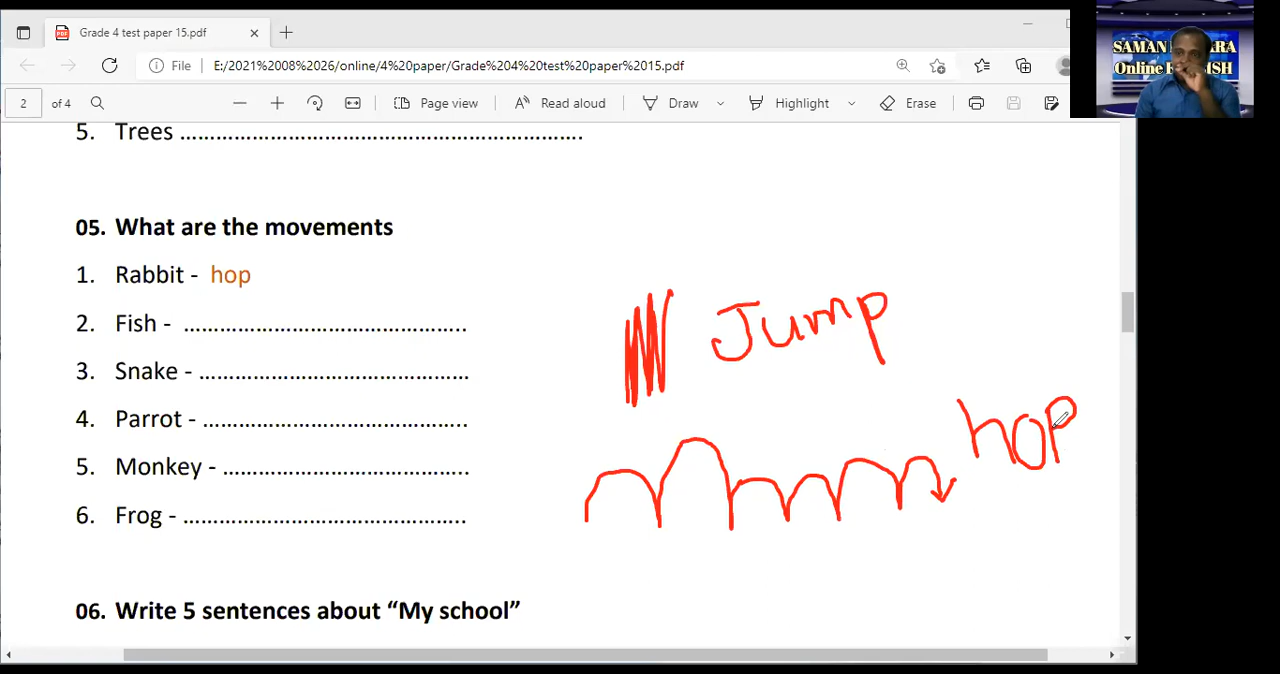 Grade 4 test paper 15.pdf
File E:/2021%2008%2026/online/4%20paper/Grade%204%20test%20paper%2015.pdf
2 of 4 Page view Read aloud Draw Highlight Erase
SAMAN
Online
5. Trees ……………………………………………………….
05. What are the movements
1. Rabbit - hop
2. Fish - ……………………………………..
3. Snake - ……………………………………
4. Parrot - …………………………………..
5. Monkey - …………………………………
6. Frog - ……………………………………..
Jump
hop
06. Write 5 sentences about “My school”